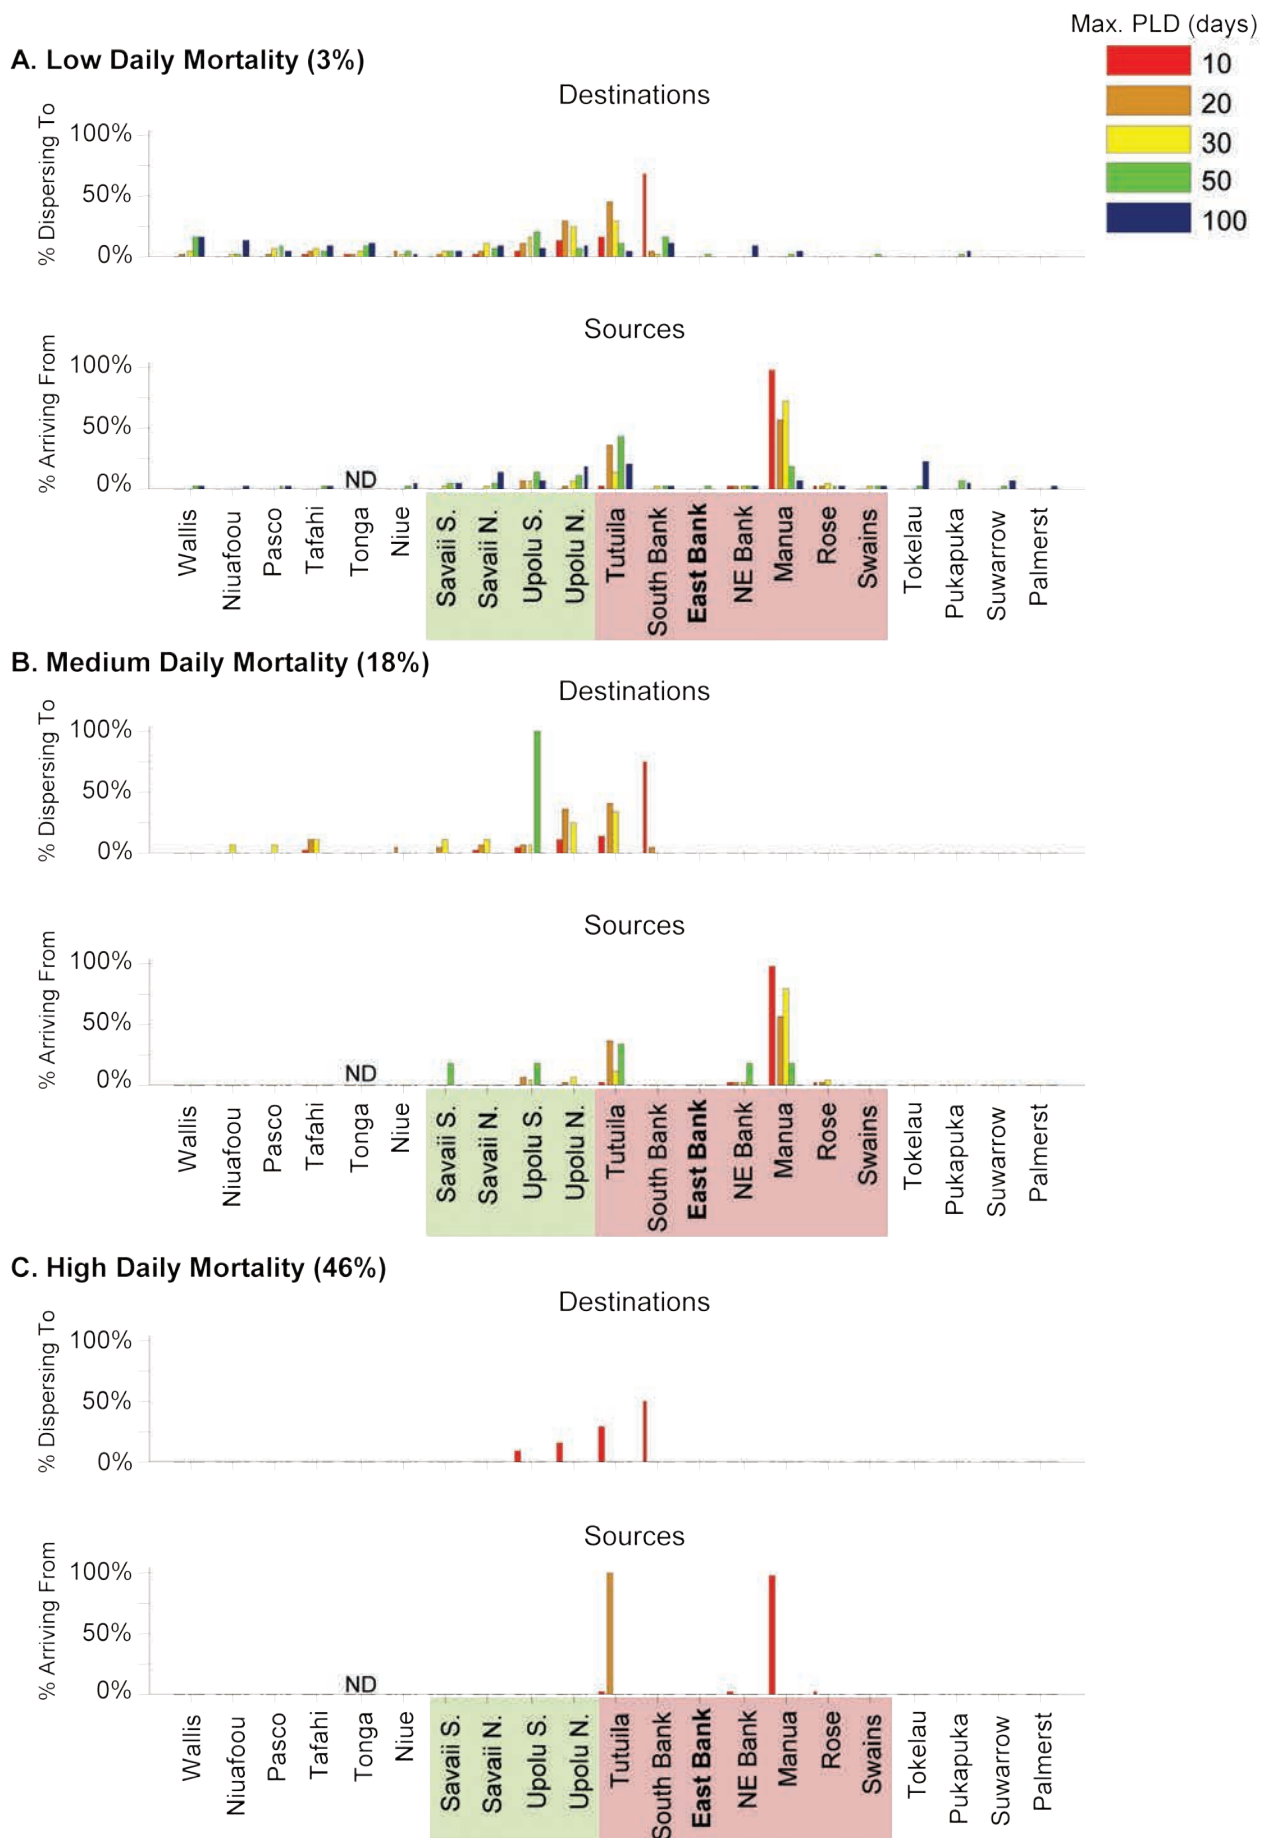 Max. PLD (days)
10
20
30
50
100
A. Low Daily Mortality (3%)
Destinations
% Dispersing To
100%
50%
0%
Sources
% Arriving From
100%
50%
0%
ND
Wallis
Niuafoou
Pasco
Tafahi
Tonga
Niue
Savaii S.
Savaii N.
Upolu S.
Upolu N.
Tutuila
South Bank
East Bank
NE Bank
Manua
Rose
Swains
Tokelau
Pukapuka
Suwarrow
Palmerst
B. Medium Daily Mortality (18%)
Destinations
% Dispersing To
100%
50%
0%
Sources
% Arriving From
100%
50%
0%
ND
Wallis
Niuafoou
Pasco
Tafahi
Tonga
Niue
Savaii S.
Savaii N.
Upolu S.
Upolu N.
Tutuila
South Bank
East Bank
NE Bank
Manua
Rose
Swains
Tokelau
Pukapuka
Suwarrow
Palmerst
C. High Daily Mortality (46%)
Destinations
% Dispersing To
100%
50%
0%
Sources
% Arriving From
100%
50%
0%
ND
Wallis
Niuafoou
Pasco
Tafahi
Tonga
Niue
Savaii S.
Savaii N.
Upolu S.
Upolu N.
Tutuila
South Bank
East Bank
NE Bank
Manua
Rose
Swains
Tokelau
Pukapuka
Suwarrow
Palmerst